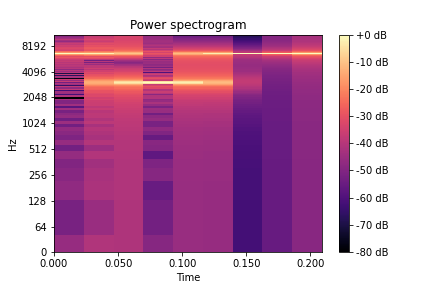 Power spectrogram
8192
4096
2048
1024
512
256
128
64
0
Hz
0.000 0.050 0.100 0.150 0.200
Time
+0 dB
-10 dB
-20 dB
-30 dB
-40 dB
-50 dB
-60 dB
-70 dB
-80 dB